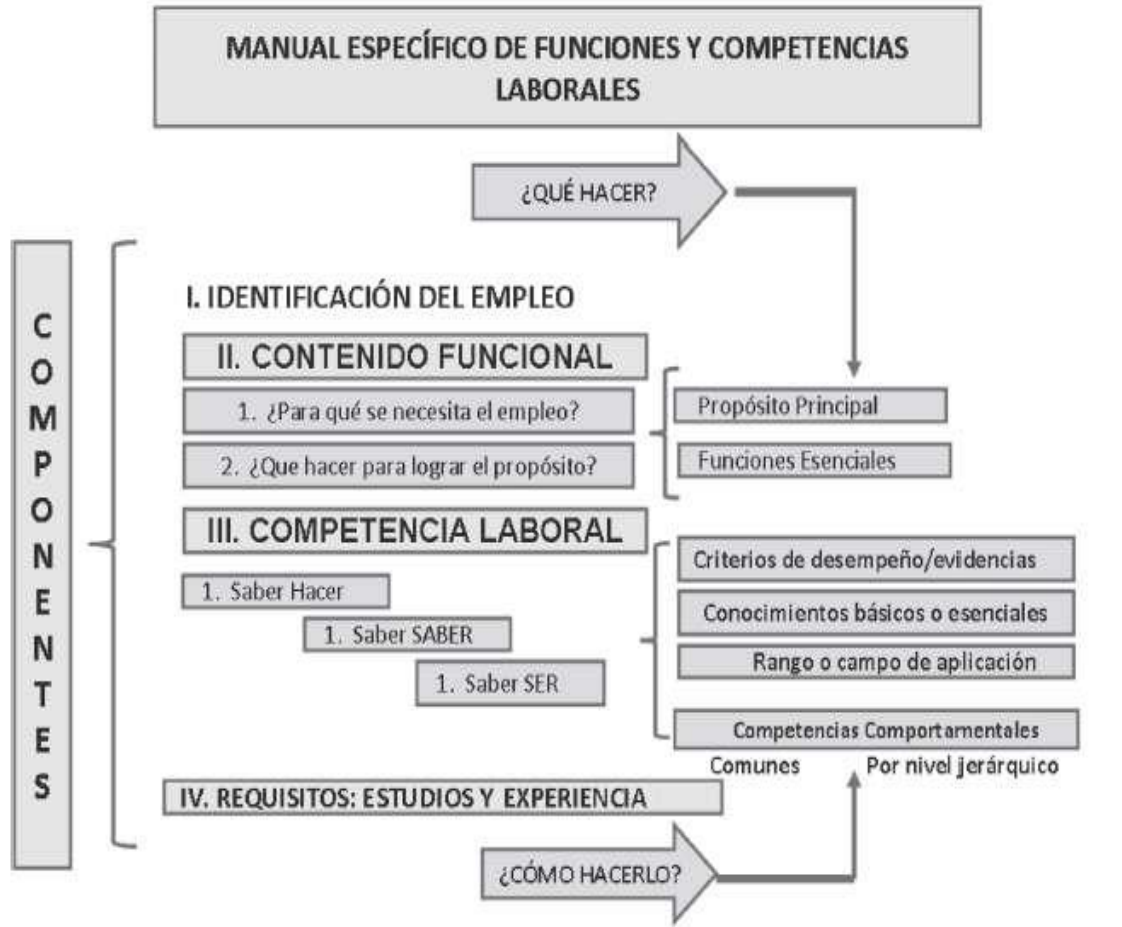 MANUAL ESPECÍFICO DE FUNCIONES Y COMPETENCIAS
LABORALES
¿QUÉ HACER?
COMPONENTES
I. IDENTIFICACIÓN DEL EMPLEO
II. CONTENIDO FUNCIONAL
1. ¿Para qué se necesita el empleo?
2. ¿Que hacer para lograr el propósito?
Propósito Principal
Funciones Esenciales
III. COMPETENCIA LABORAL
1. Saber Hacer
1. Saber SABER
1. Saber SER
Criterios de desempeño/evidencias
Conocimientos básicos o esenciales
Rango o campo de aplicación
Competencias Comportamentales
Comunes Por nivel jerárquico
IV. REQUISITOS: ESTUDIOS Y EXPERIENCIA
¿CÓMO HACERLO?